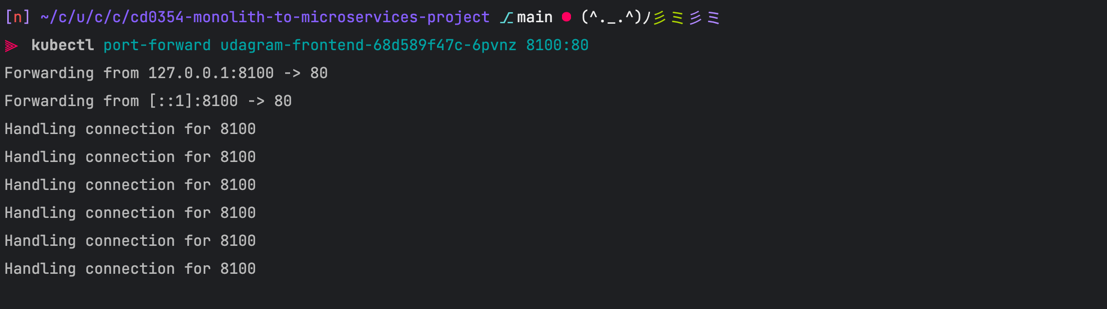 [n] ~/c/u/c/c/cd0354-monolith-to-microservices-project ⎇main ● (^._.^)ﾉ彡ミ彡ミ
⫸ kubectl port-forward udagram-frontend-68d589f47c-6pvnz 8100:80
Forwarding from 127.0.0.1:8100 -> 80
Forwarding from [::1]:8100 -> 80
Handling connection for 8100
Handling connection for 8100
Handling connection for 8100
Handling connection for 8100
Handling connection for 8100
Handling connection for 8100